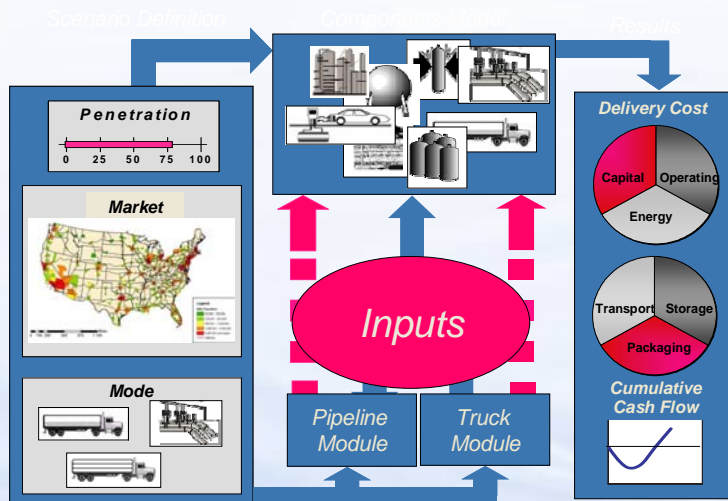 Scenario Definition
Components Model
Results
Penetration
0 25 50 75 100
Market
Mode
Inputs
Pipeline
Module
Truck
Module
Delivery Cost
Capital
Operating
Energy
Transport
Storage
Packaging
Cumulative
Cash Flow